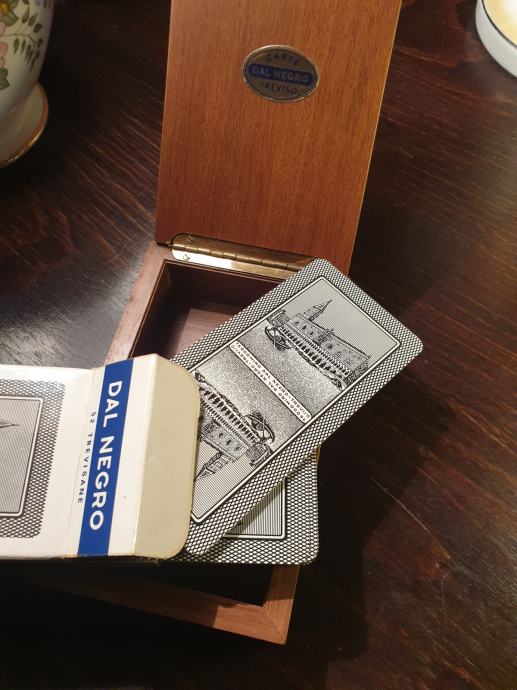 CARTE
DAL NEGRO
TREVISO
DAL NEGRO
52 TREVISANE